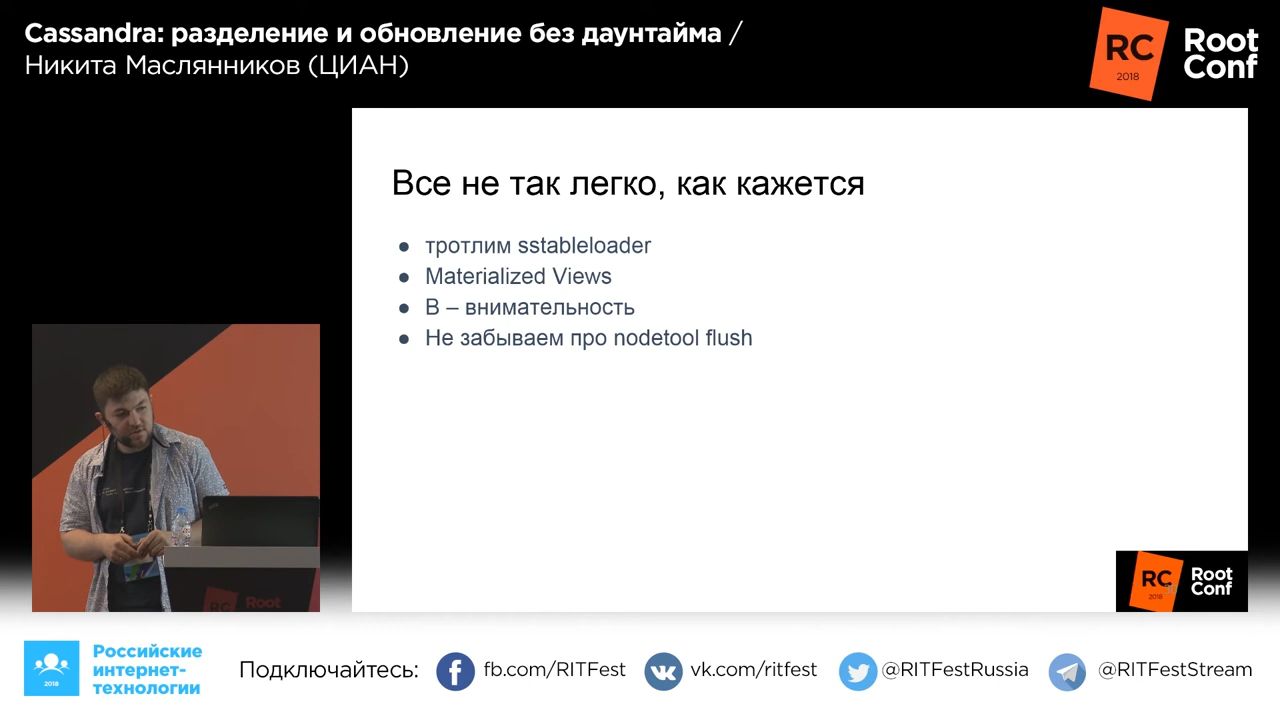 Cassandra: разделение и обновление без даунтайма /
Никита Маслянников (ЦИАН)
RC
2018
Root
Conf
Все не так легко, как кажется
● тротлим sstableloader
● Materialized Views
● В – внимательность
● Не забываем про nodetool flush
RC
2018
Root
Conf
RC
Root
2018
Российские
интернет-
технологии
Подключайтесь:
fb.com/RITFest
vk.com/ritfest
@RITFestRussia
@RITFestStream